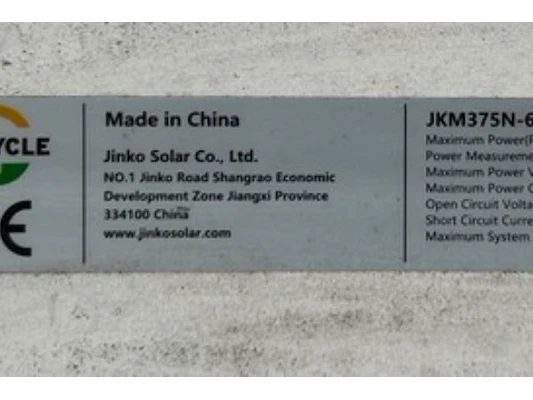 YCLE
CE
Made in China
Jinko Solar Co., Ltd.
NO.1 Jinko Road Shangrao Economic
Development Zone Jiangxi Province
334100 China
www.jinkosolar.com
JKM375N-6
Maximum Power(P
Power Measureme
Maximum Power V
Maximum Power C
Open Circuit Volta
Short Circuit Curre
Maximum System